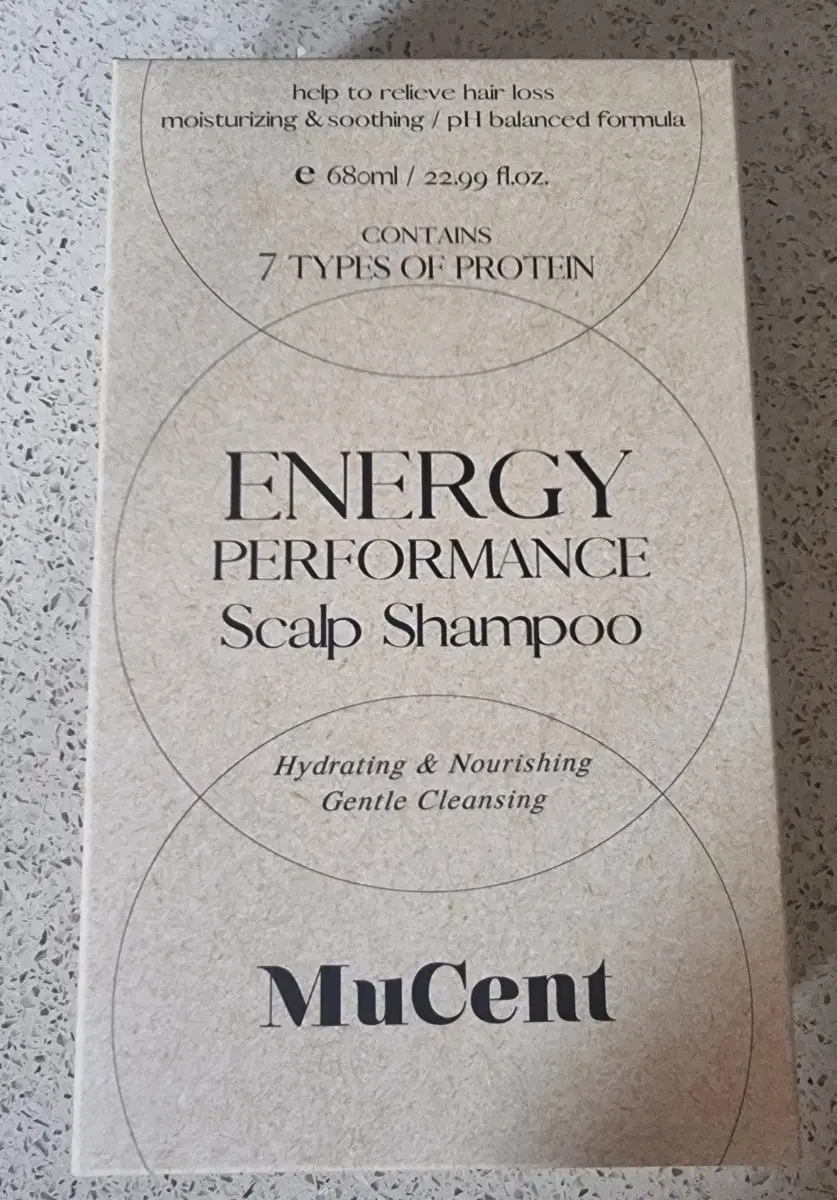 help to relieve hair loss
moisturizing & soothing / pH balanced formula
e 680ml / 22.99 fl.oz.
CONTAINS
7 TYPES OF PROTEIN
ENERGY
PERFORMANCE
Scalp Shampoo
Hydrating & Nourishing
Gentle Cleansing
MuCent